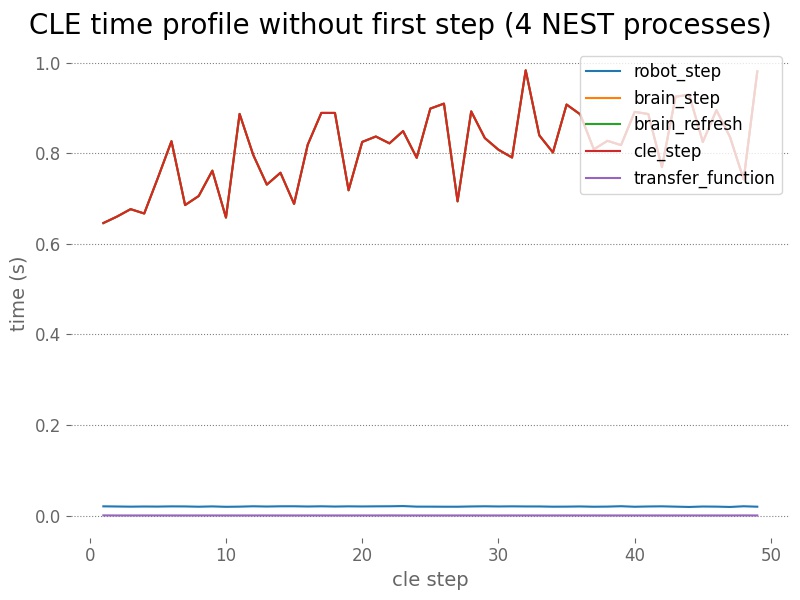 CLE time profile without first step (4 NEST processes)
1.0
0.8
0.6
0.4
0.2
0.0
time (s)
robot_step
brain_step
brain_refresh
cle_step
transfer_function
0
10
20
30
40
50
cle step